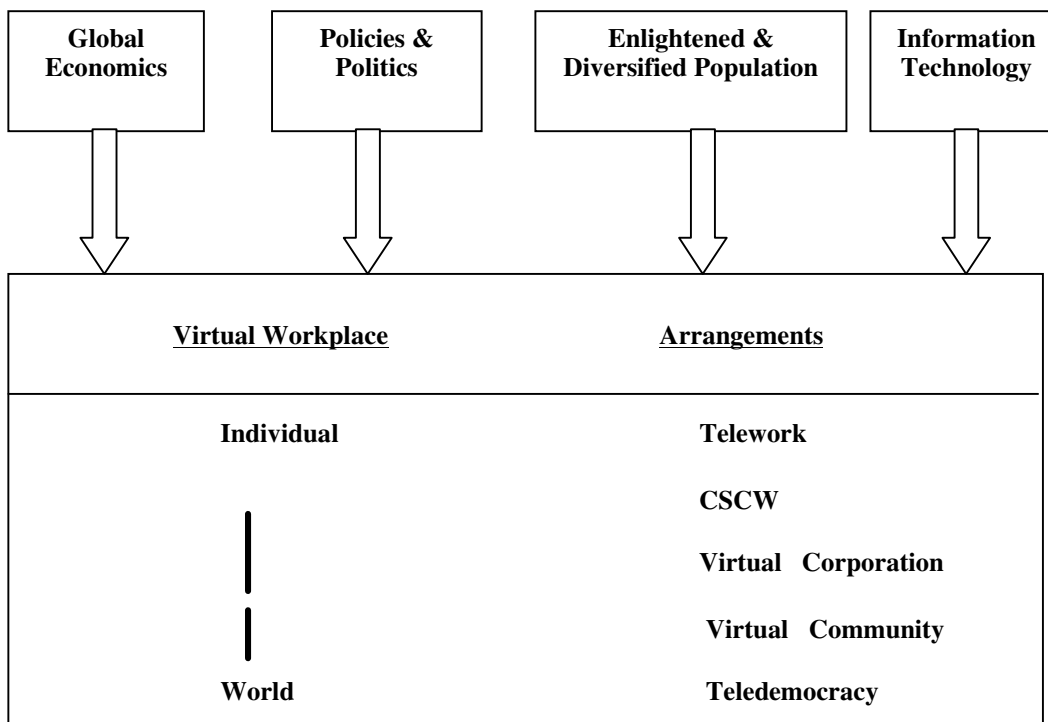 Global
Economics
Policies &
Politics
Enlightened &
Diversified Population
Information
Technology
Virtual Workplace
Arrangements
Individual
Telework
CSCW
Virtual Corporation
Virtual Community
World
Teledemocracy